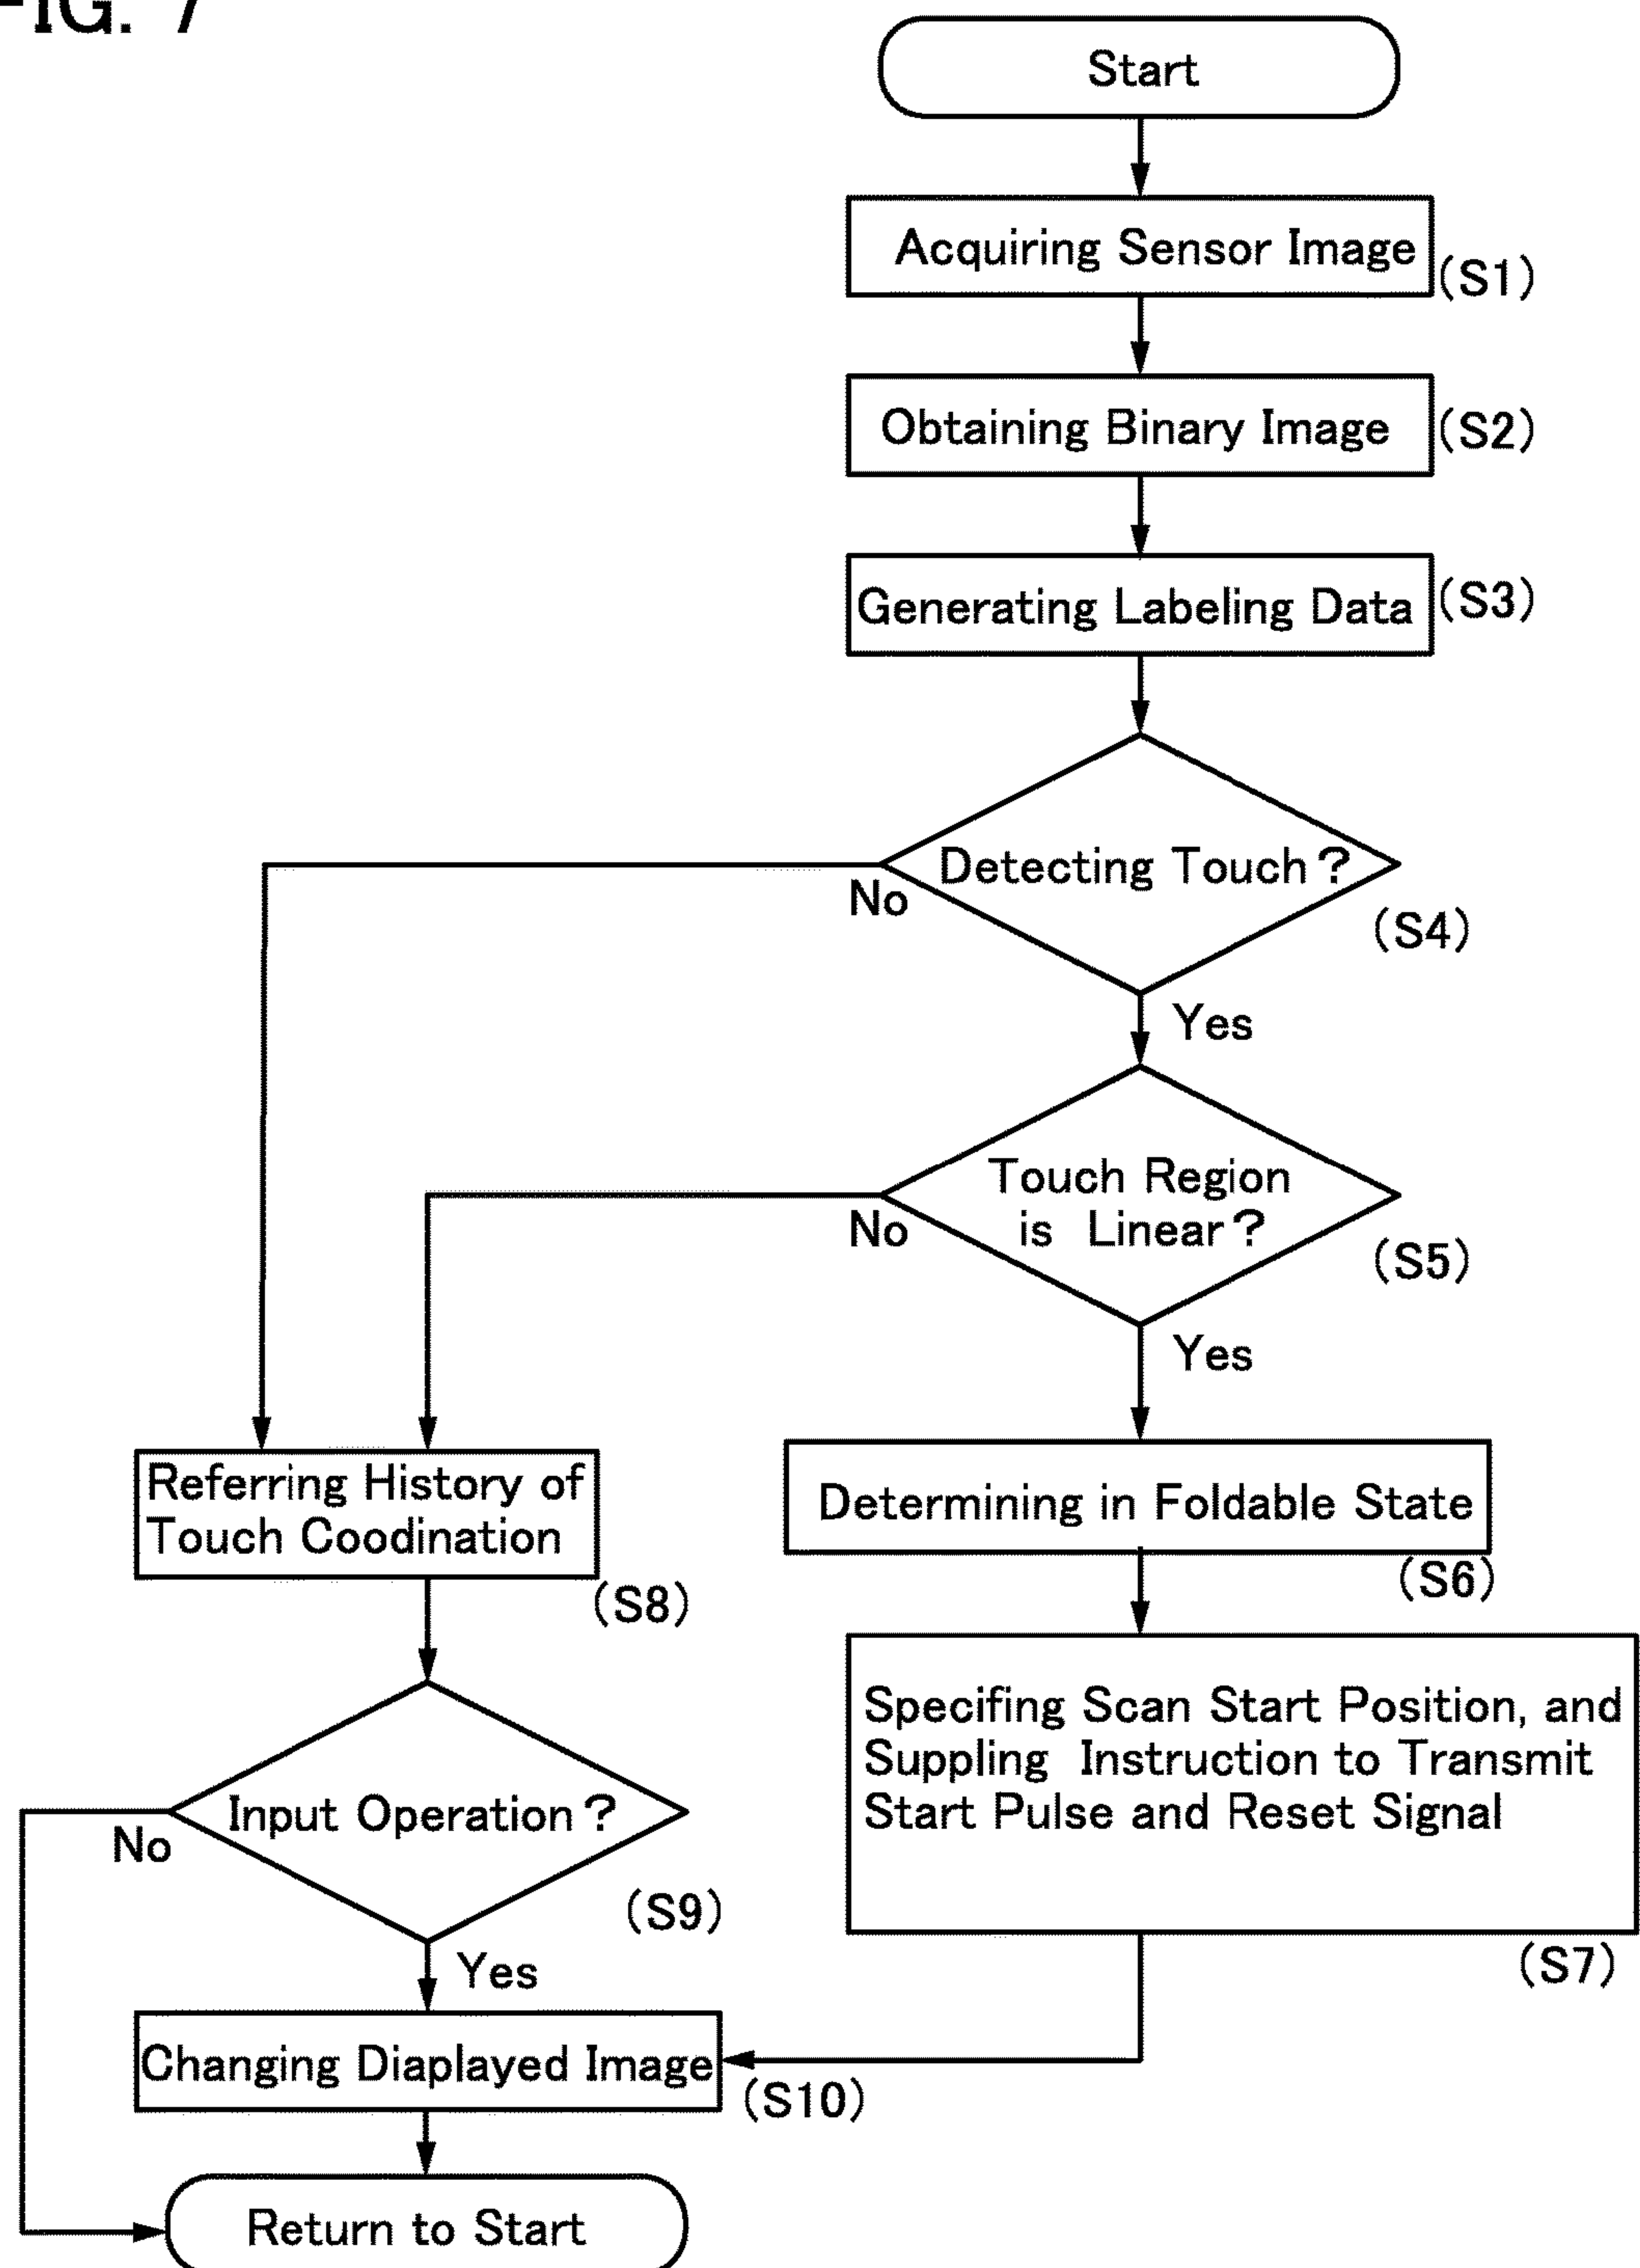 FIG. 7
Start
Acquiring Sensor Image
(S1)
Obtaining Binary Image
(S2)
Generating Labeling Data
(S3)
Detecting Touch?
No
(S4)
Yes
Touch Region
is Linear?
No
(S5)
Yes
Referring History of
Touch Coodination
(S8)
Determining in Foldable State
(S6)
Specifing Scan Start Position, and
Suppling Instruction to Transmit
Start Pulse and Reset Signal
(S7)
Input Operation?
No
(S9)
Yes
Changing Diaplayed Image
(S10)
Return to Start